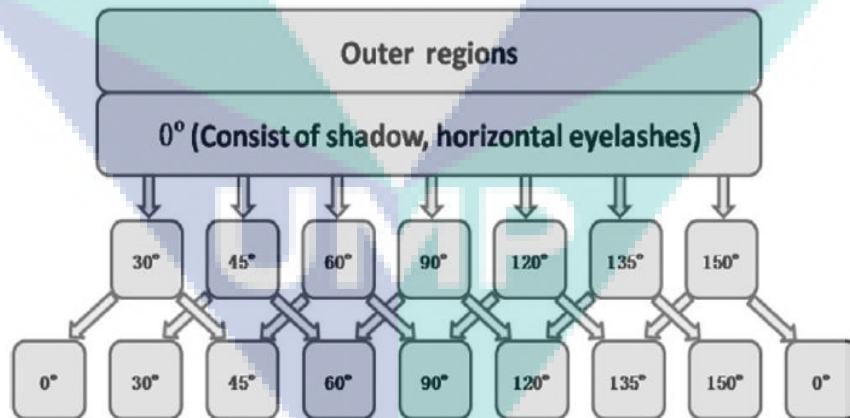 Outer regions
0° (Consist of shadow, horizontal eyelashes)
UMP
30° 45° 60° 90° 120° 135° 150°
0° 30° 45° 60° 90° 120° 135° 150° 0°